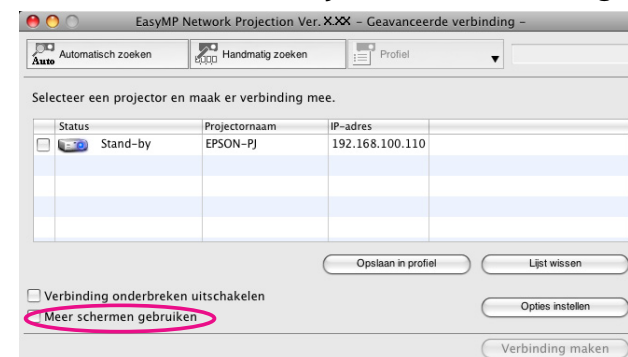 EasyMP Network Projection Ver. X.XX – Geavanceerde verbinding –
Auto Automatisch zoeken Handmatig zoeken Profiel
Selecteer een projector en maak er verbinding mee.
Status Projectornaam IP-adres
Stand-by EPSON-PJ 192.168.100.110
Opslaan in profiel Lijst wissen
Verbinding onderbreken uitschakelen
Opties instellen
Meer schermen gebruiken
Verbinding maken